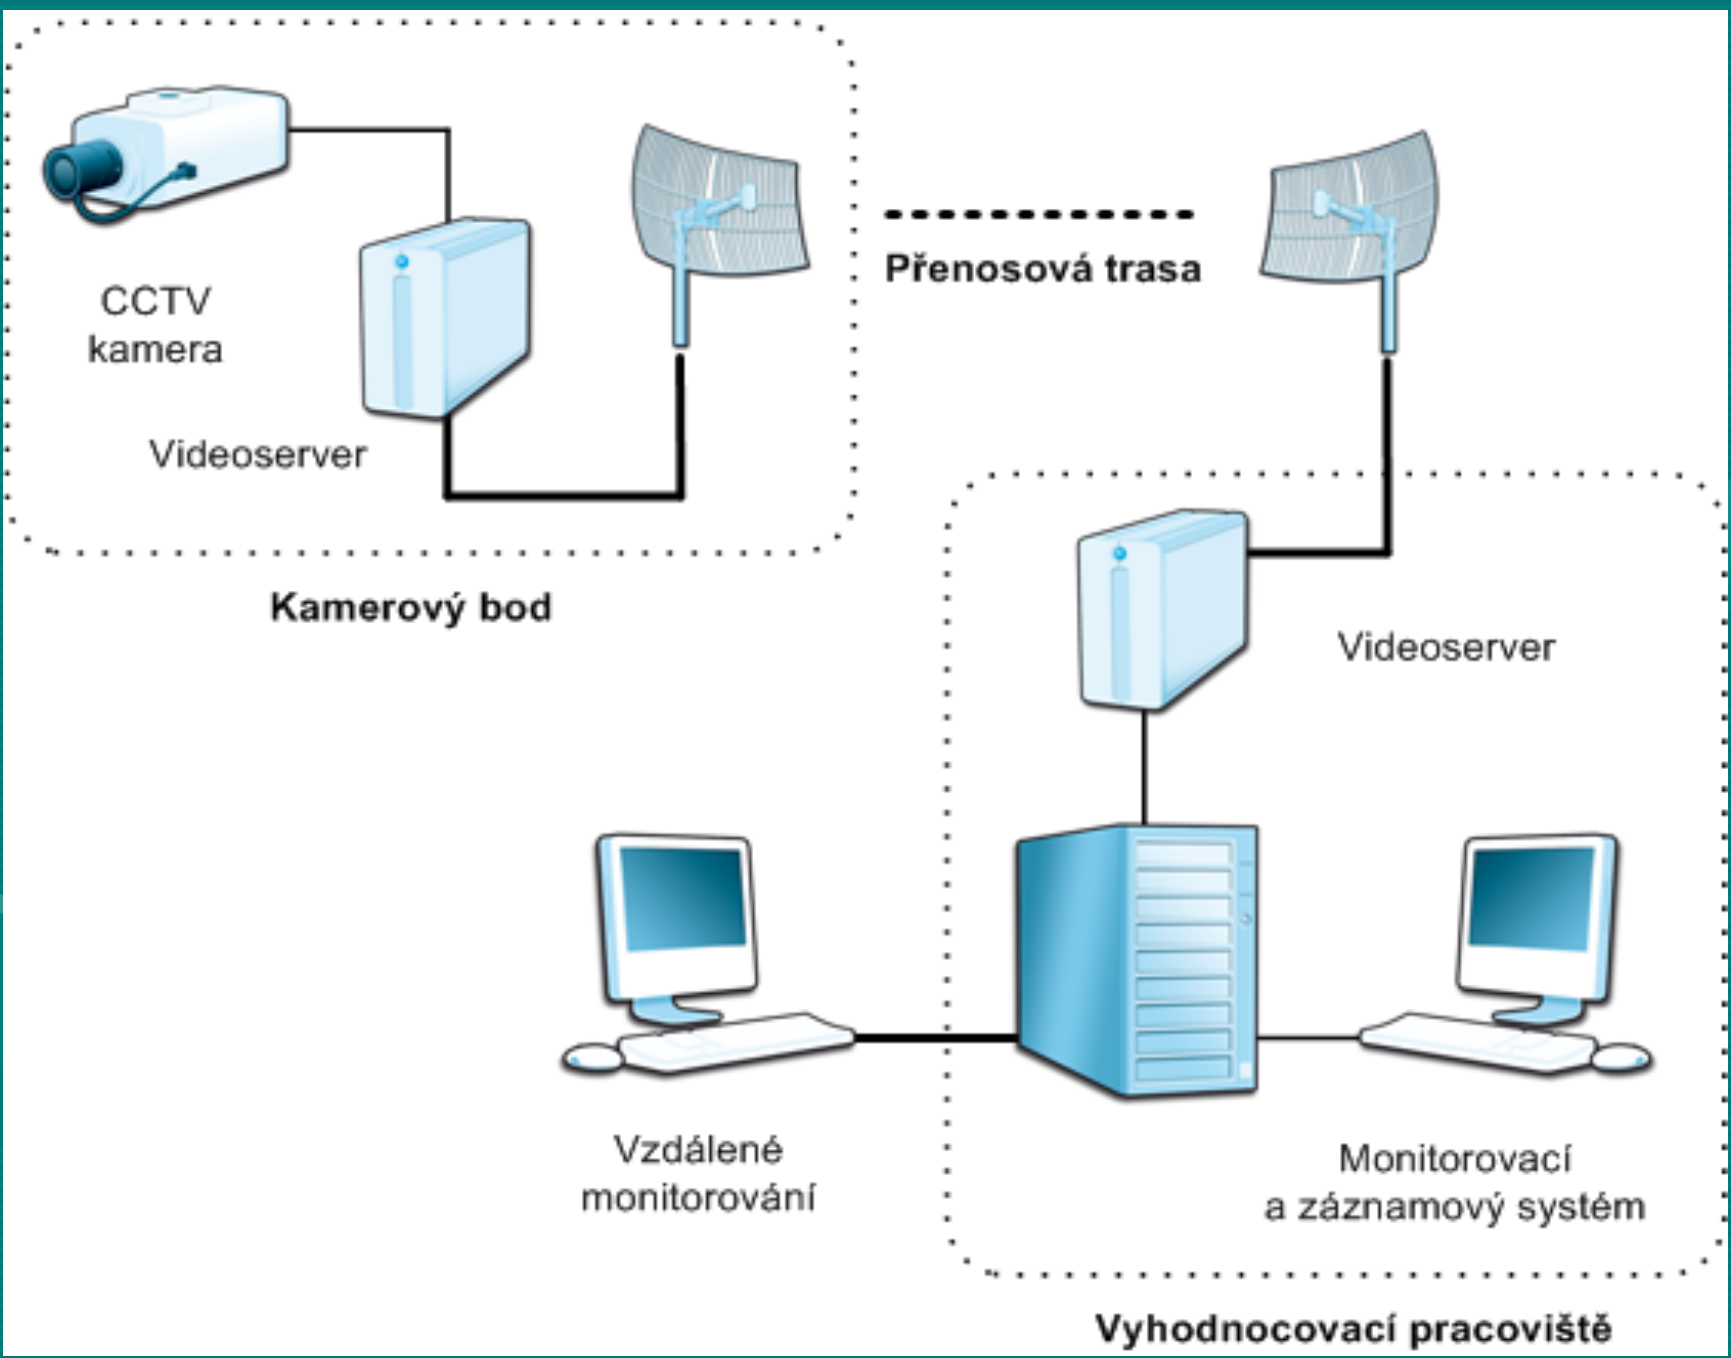 CCTV
kamera
Videoserver
Kamerový bod
Přenosová trasa
Videoserver
Vzdálené
monitorování
Monitorovací
a záznamový systém
Vyhodnocovací pracoviště